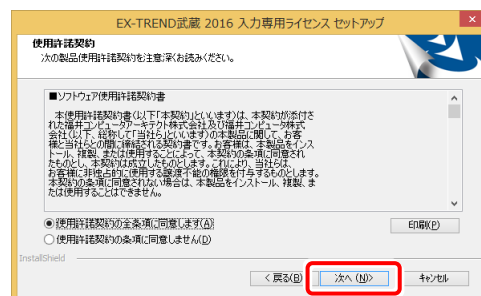 EX-TREND武蔵 2016 入力専用ライセンス セットアップ
使用許諾契約
次の製品使用許諾契約を注意深くお読みください。
■ソフトウェア使用許諾契約書
本使用許諾契約書(以下「本契約」といいます)は、本契約が添付さ
れた福井コンピュータアーキテクト株式会社及び福井コンピュータ株式
会社(以下、総称して「当社ら」といいます)の本製品に関して、お客
様と当社らとの間に締結される契約書です。お客様は、本製品をインス
トール、複製、または使用することによって、本契約の条項に同意され
たものとし、本契約は成立したものとします。これにより、当社らは、
お客様に非独占的に使用する譲渡不能の権限を付与するものとします。
本契約の条項に同意されない場合は、本製品をインストール、複製、ま
たは使用することはできません。
使用許諾契約の全条項に同意します(A)
印刷(P)
使用許諾契約の条項に同意しません(D)
InstallShield
< 戻る(B)
次へ (N)>
キャンセル